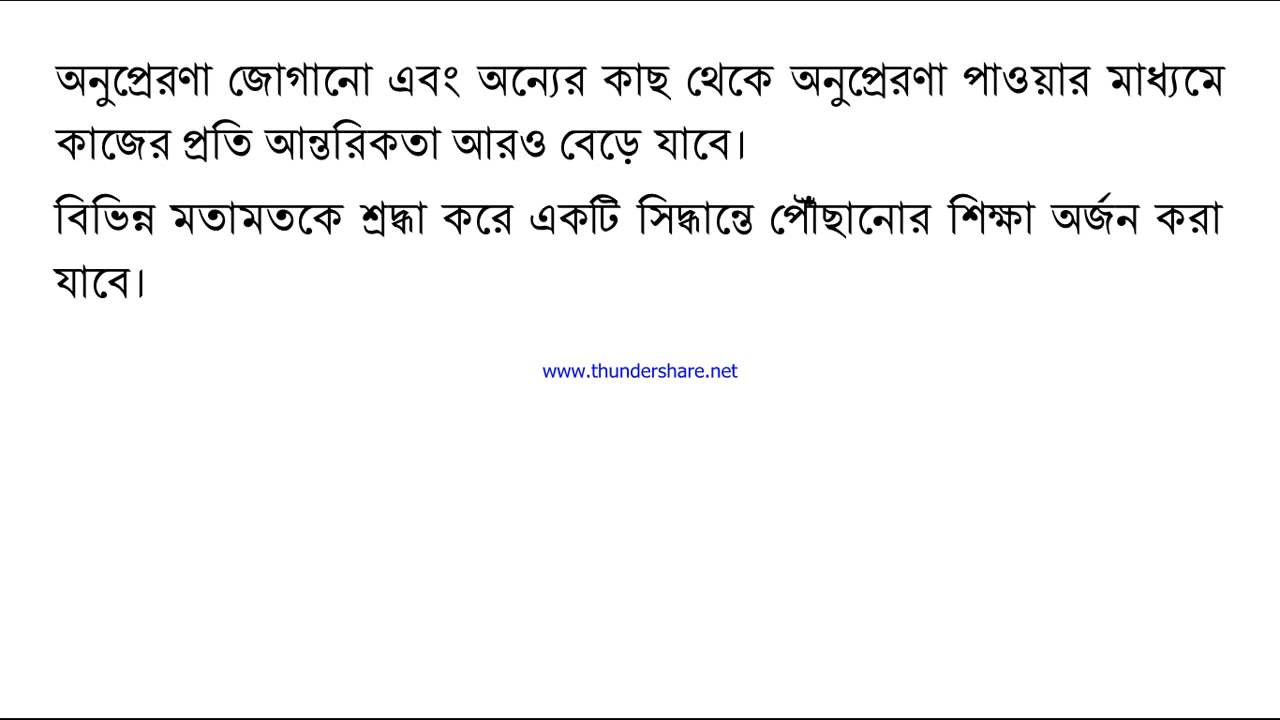 অনুপ্রেরণা জোগানো এবং অন্যের কাছ থেকে অনুপ্রেরণা পাওয়ার মাধ্যমে
কাজের প্রতি আন্তরিকতা আরও বেড়ে যাবে।
বিভিন্ন মতামতকে শ্রদ্ধা করে একটি সিদ্ধান্তে পৌঁছানোর শিক্ষা অর্জন করা
যাবে।
www.thundershare.net